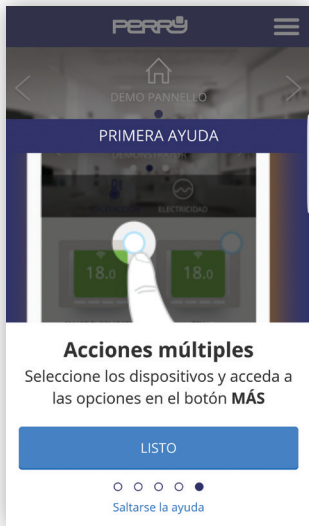 PERRY
DEMO PANNELLO
PRIMERA AYUDA
DEMONSTRATER
ELECTRICIDAD
18.0
18.0
Acciones múltiples
Seleccione los dispositivos y acceda a
las opciones en el botón MÁS
LISTO
Saltarse la ayuda